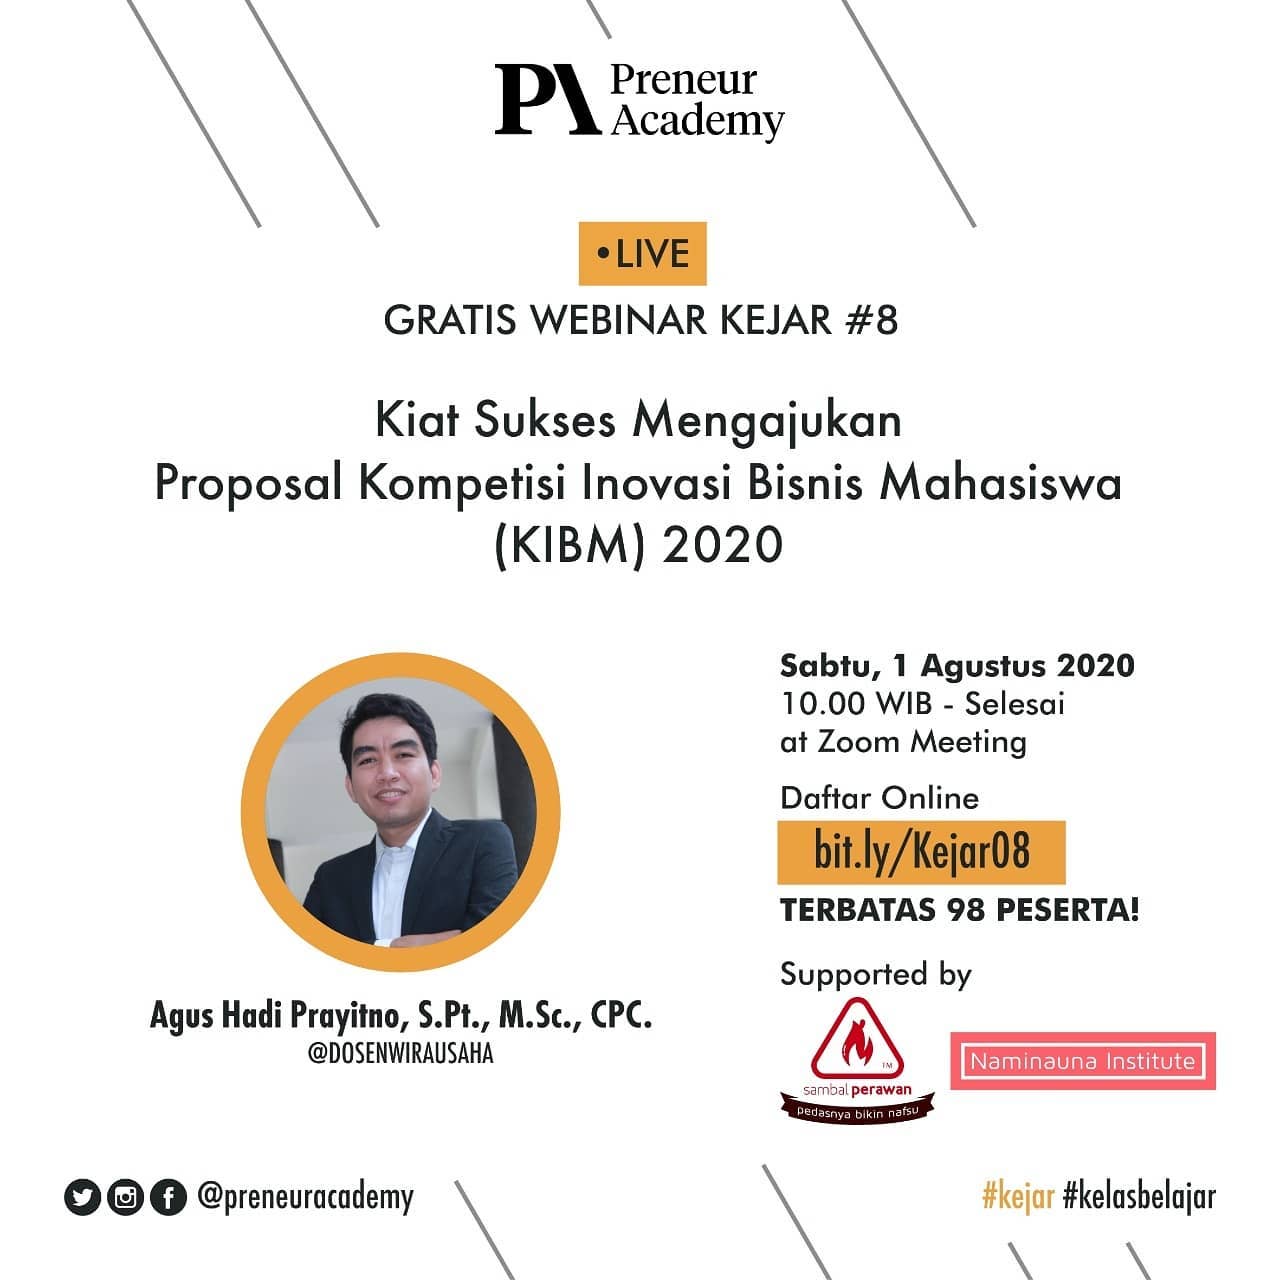 PA Preneur
Academy
•LIVE
GRATIS WEBINAR KEJAR #8
Kiat Sukses Mengajukan
Proposal Kompetisi Inovasi Bisnis Mahasiswa
(KIBM) 2020
Agus Hadi Prayitno, S.Pt., M.Sc., CPC.
@DOSENWIRAUSAHA
Sabtu, 1 Agustus 2020
10.00 WIB - Selesai
at Zoom Meeting
Daftar Online
bit.ly/Kejar08
TERBATAS 98 PESERTA!
Supported by
TM
sambal perawan
pedasnya bikin nafsu
Naminauna Institute
@preneuracademy
#kejar #kelasbelajar